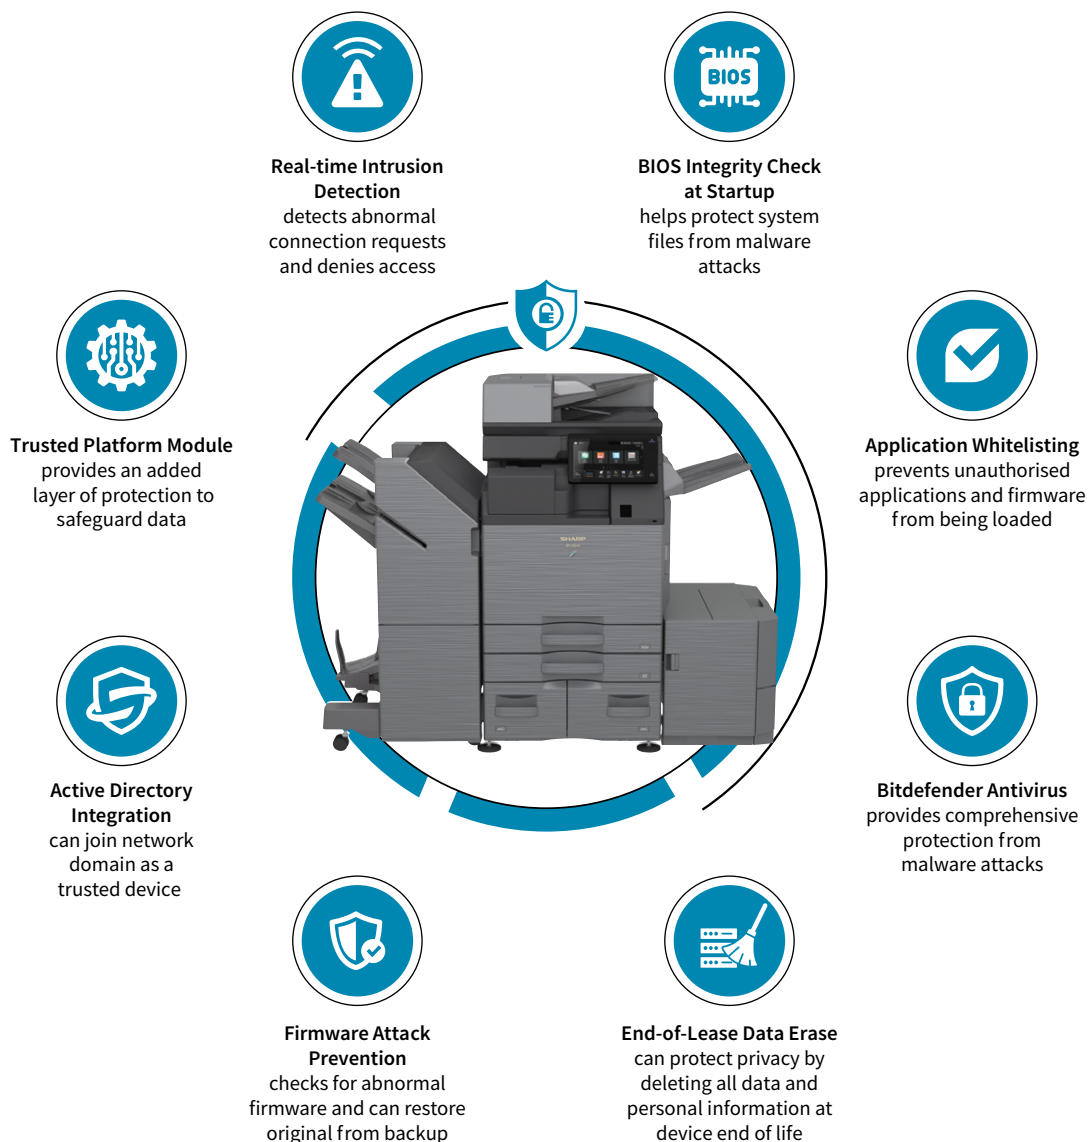 BIOS
Real-time Intrusion
Detection
detects abnormal
connection requests
and denies access
BIOS Integrity Check
at Startup
helps protect system
files from malware
attacks
Trusted Platform Module
provides an added
layer of protection to
safeguard data
Application Whitelisting
prevents unauthorised
applications and firmware
from being loaded
SHARP
Active Directory
Integration
can join network
domain as a
trusted device
Bitdefender Antivirus
provides comprehensive
protection from
malware attacks
Firmware Attack
Prevention
checks for abnormal
firmware and can restore
original from backup
End-of-Lease Data Erase
can protect privacy by
deleting all data and
personal information at
device end of life